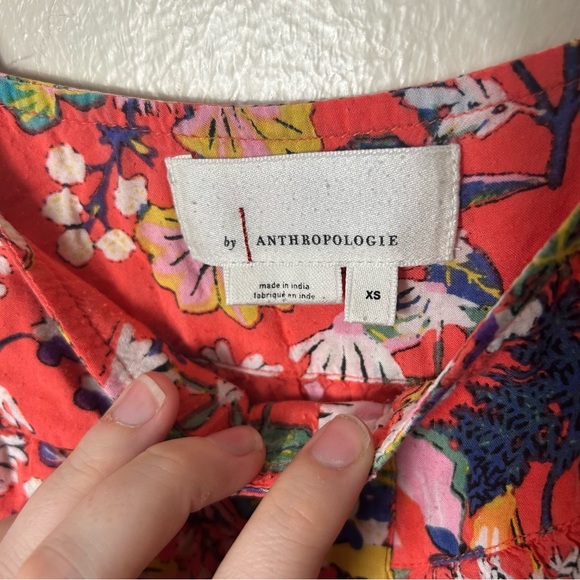 by ANTHROPOLOGIE
made in india
fabriqué en inde
XS